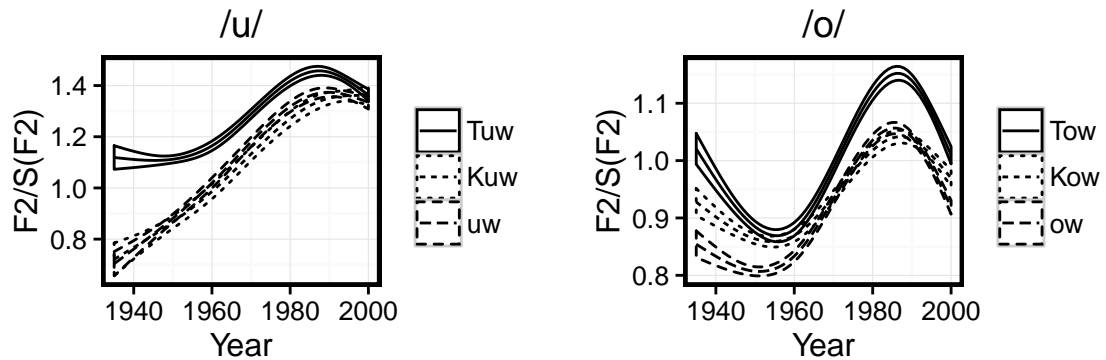 /u/
F2/S(F2)
1.4
1.2
1.0
0.8
1940 1960 1980 2000
Year
Tuw
Kuw
uw
/o/
F2/S(F2)
1.1
1.0
0.9
0.8
1940 1960 1980 2000
Year
Tow
Kow
ow